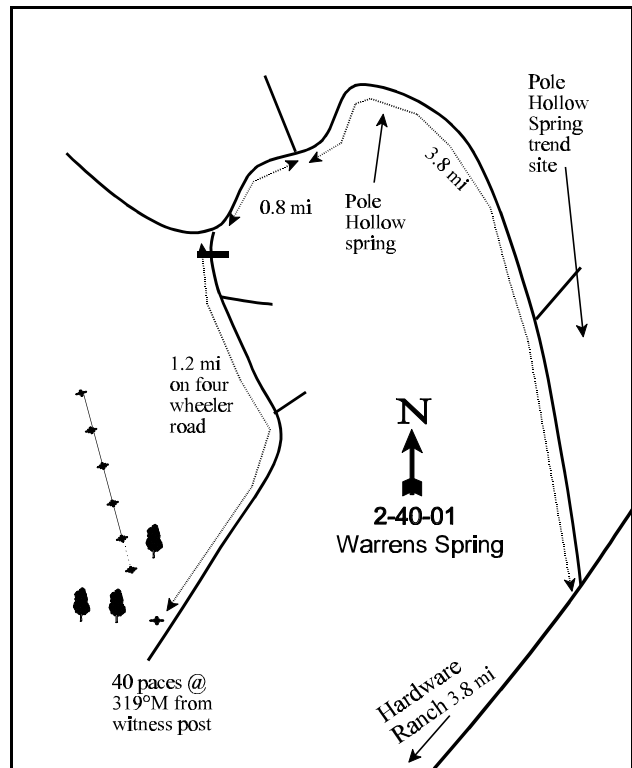 Pole
Hollow
Spring
trend
site
3.8 mi
0.8 mi
Pole
Hollow
spring
1.2 mi
on four
wheeler
road
N
2-40-01
Warrens Spring
40 paces @
319°M from
witness post
Hardware
Ranch 3.8 mi